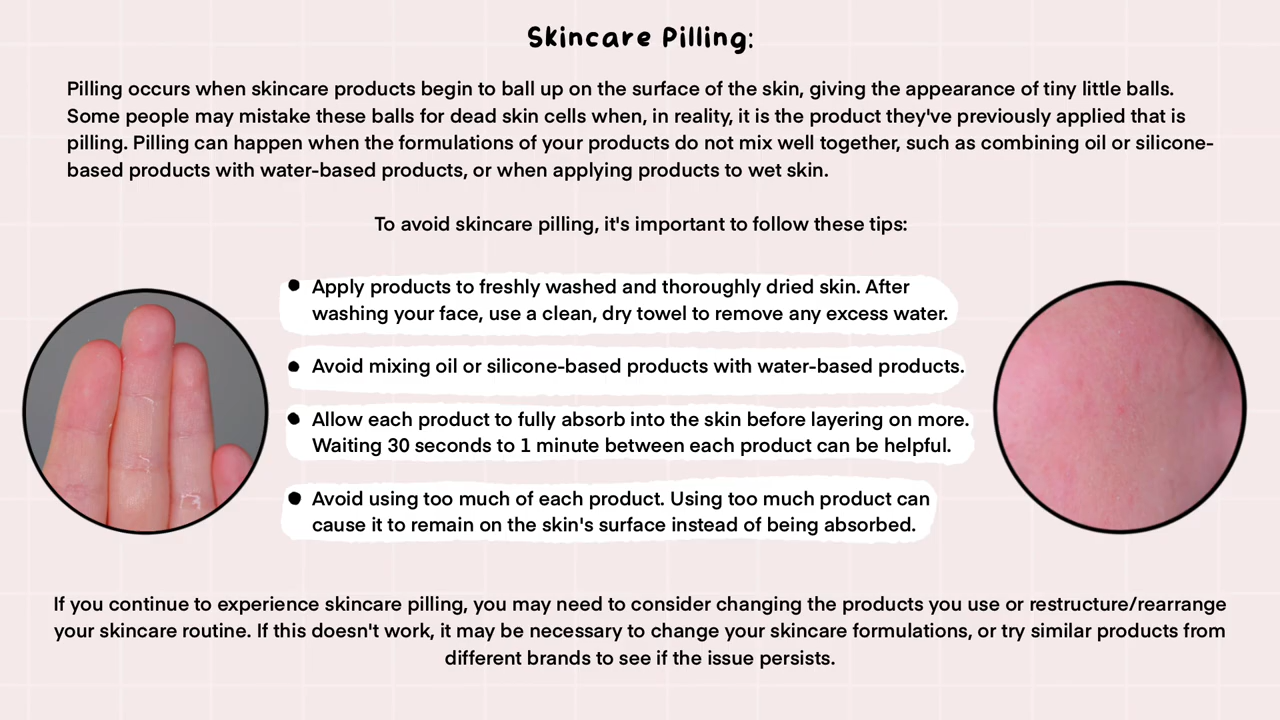 Skincare Pilling:
Pilling occurs when skincare products begin to ball up on the surface of the skin, giving the appearance of tiny little balls.
Some people may mistake these balls for dead skin cells when, in reality, it is the product they've previously applied that is
pilling. Pilling can happen when the formulations of your products do not mix well together, such as combining oil or silicone-
based products with water-based products, or when applying products to wet skin.
To avoid skincare pilling, it's important to follow these tips:
• Apply products to freshly washed and thoroughly dried skin. After
washing your face, use a clean, dry towel to remove any excess water.
• Avoid mixing oil or silicone-based products with water-based products.
• Allow each product to fully absorb into the skin before layering on more.
Waiting 30 seconds to 1 minute between each product can be helpful.
• Avoid using too much of each product. Using too much product can
cause it to remain on the skin's surface instead of being absorbed.
If you continue to experience skincare pilling, you may need to consider changing the products you use or restructure/rearrange
your skincare routine. If this doesn't work, it may be necessary to change your skincare formulations, or try similar products from
different brands to see if the issue persists.